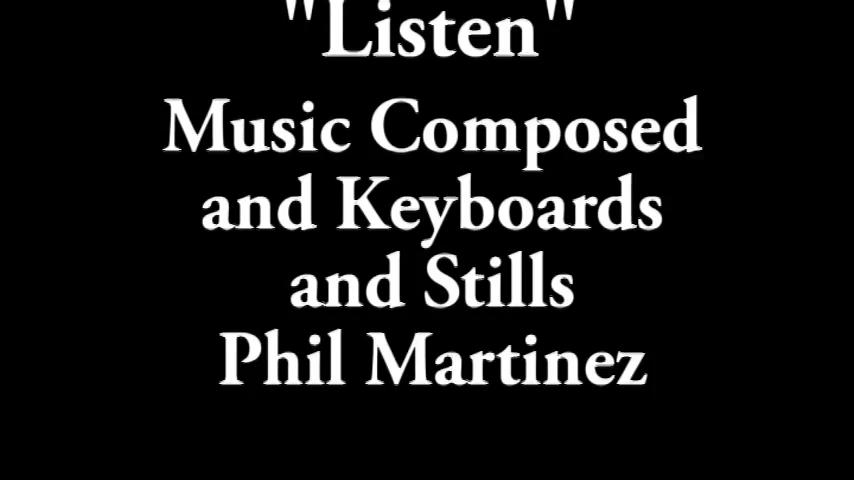 "Listen"
Music Composed
and Keyboards
and Stills
Phil Martinez